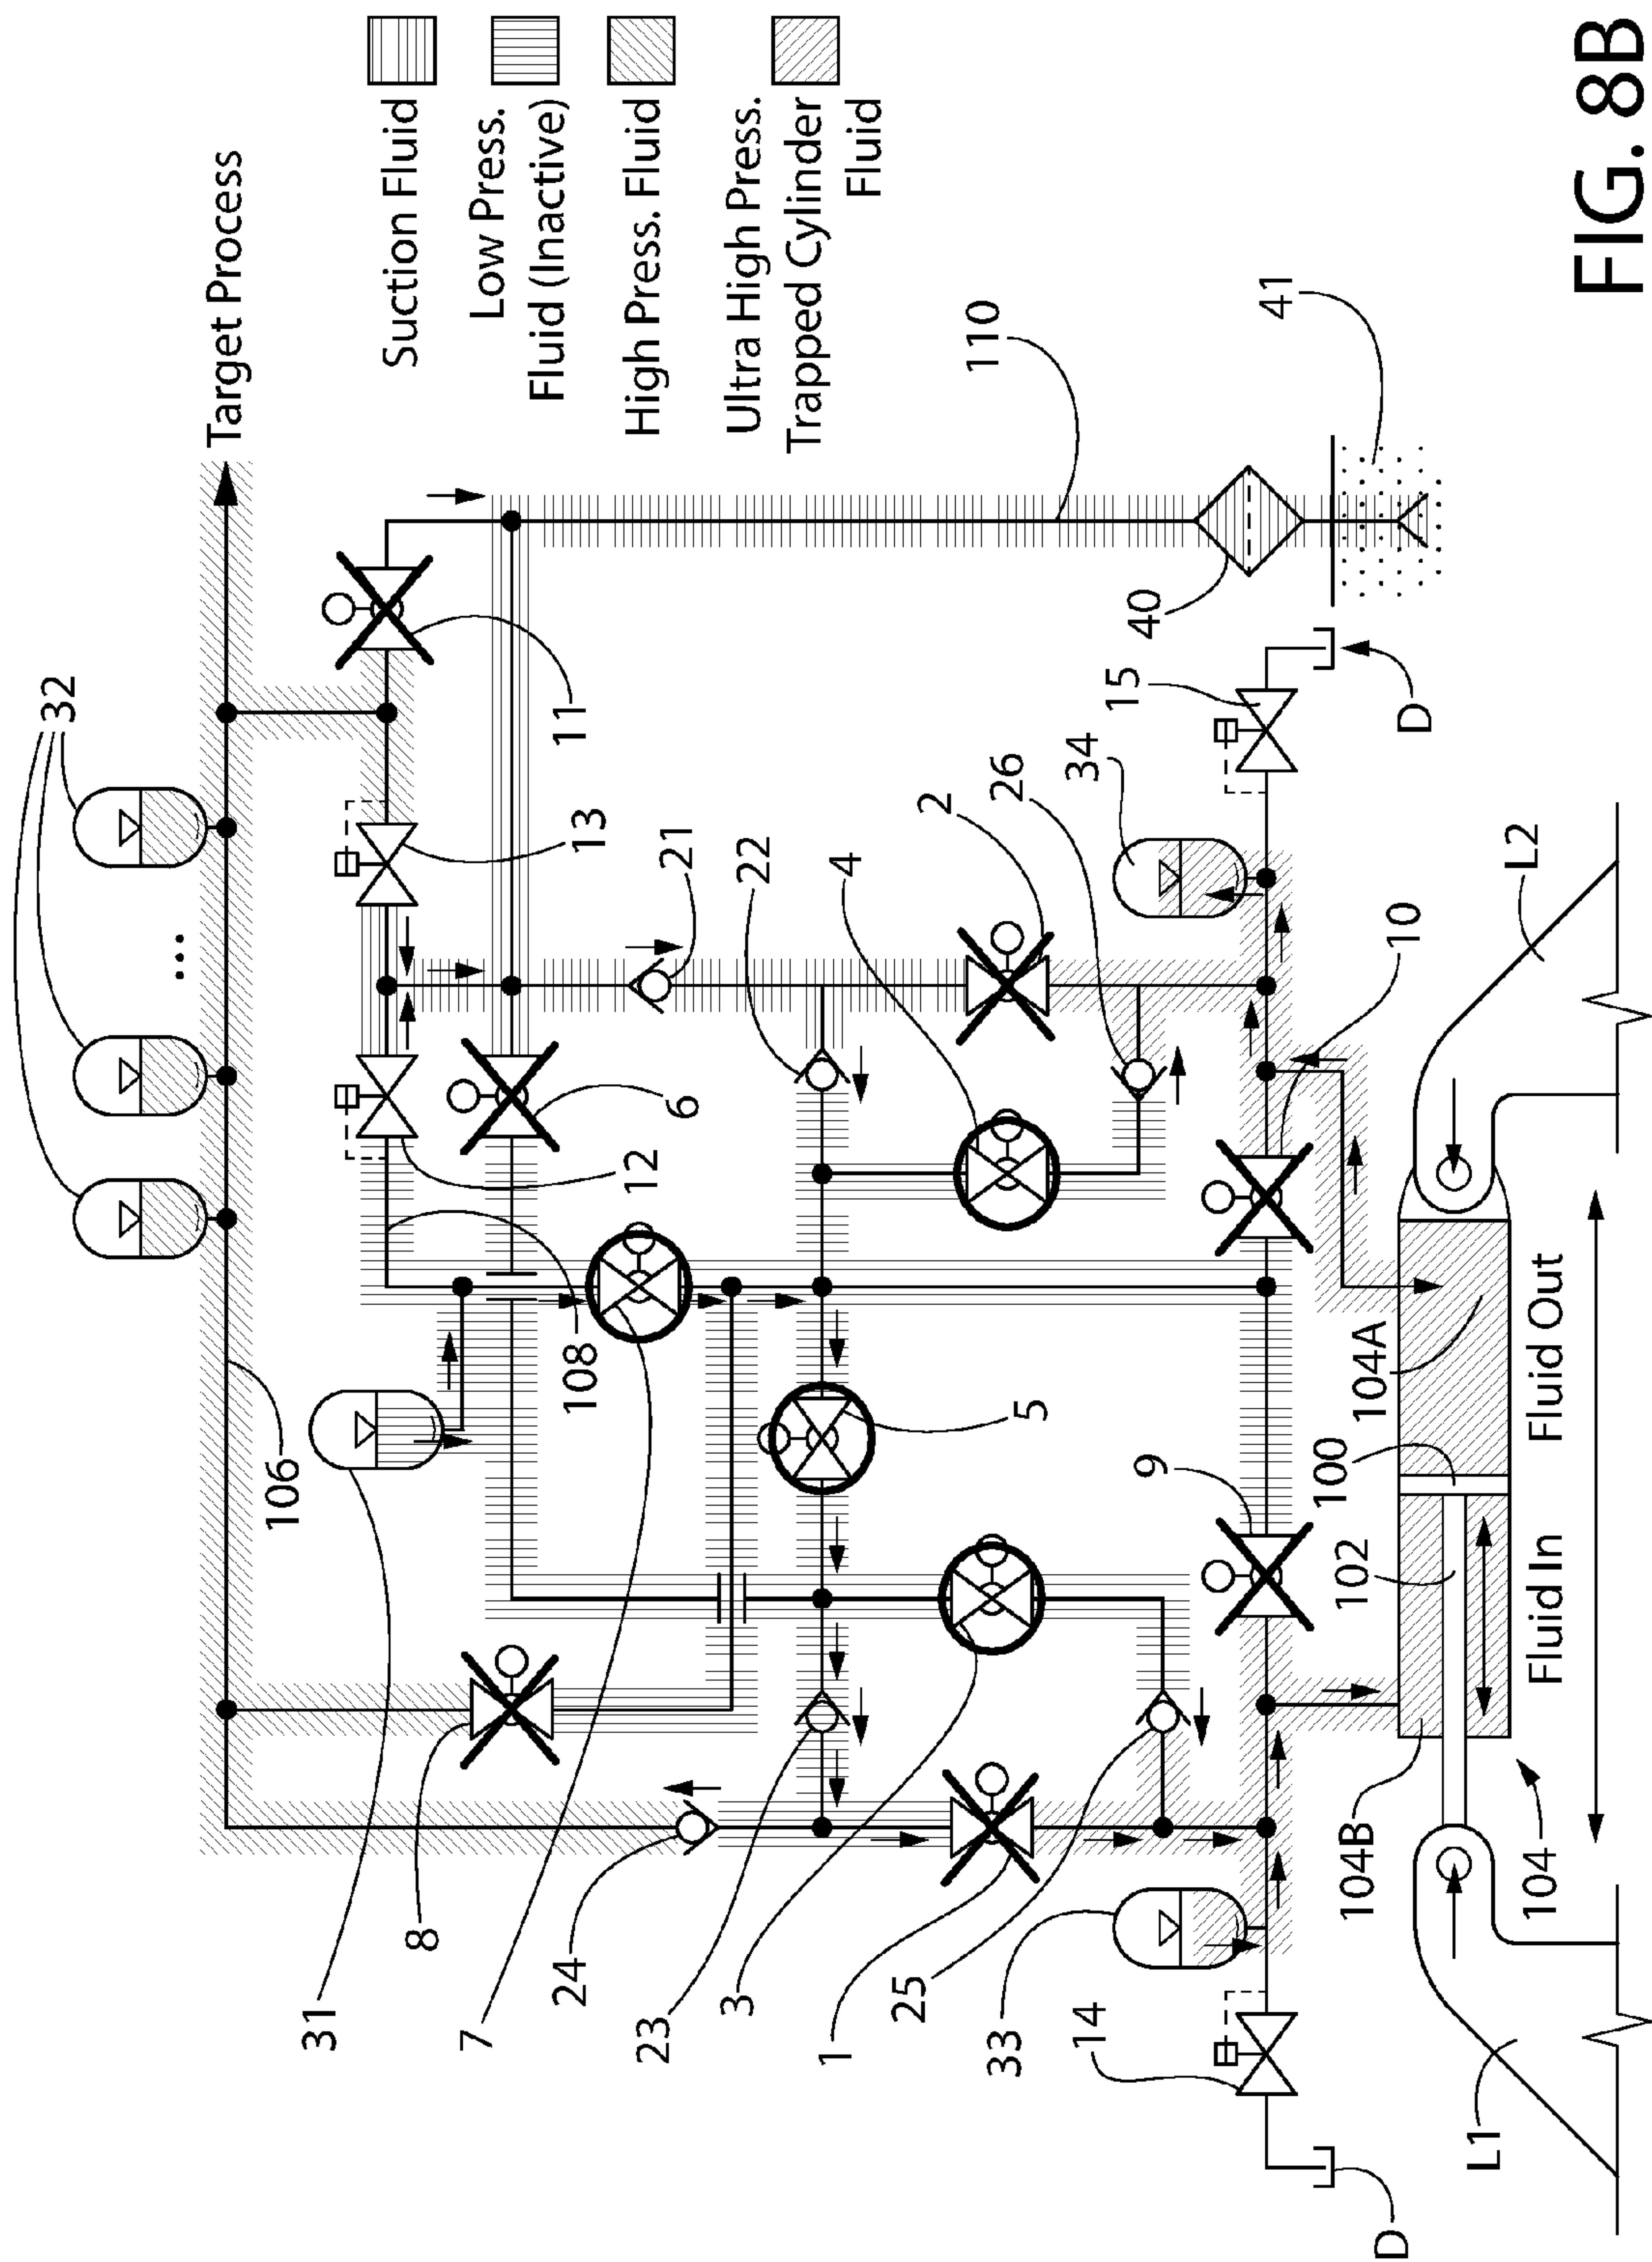 32
Target Process
Suction Fluid
Low Press.
Fluid (Inactive)
High Press. Fluid
Ultra High Press.
Trapped Cylinder
Fluid
106
31
8
7
108
12
6
13
11
21
22
4
26
2
110
24
23
3
1
25
5
9
10
34
15
40
41
33
14
D
D
104B
104
102
100
104A
Fluid In
Fluid Out
L1
L2
FIG. 8B